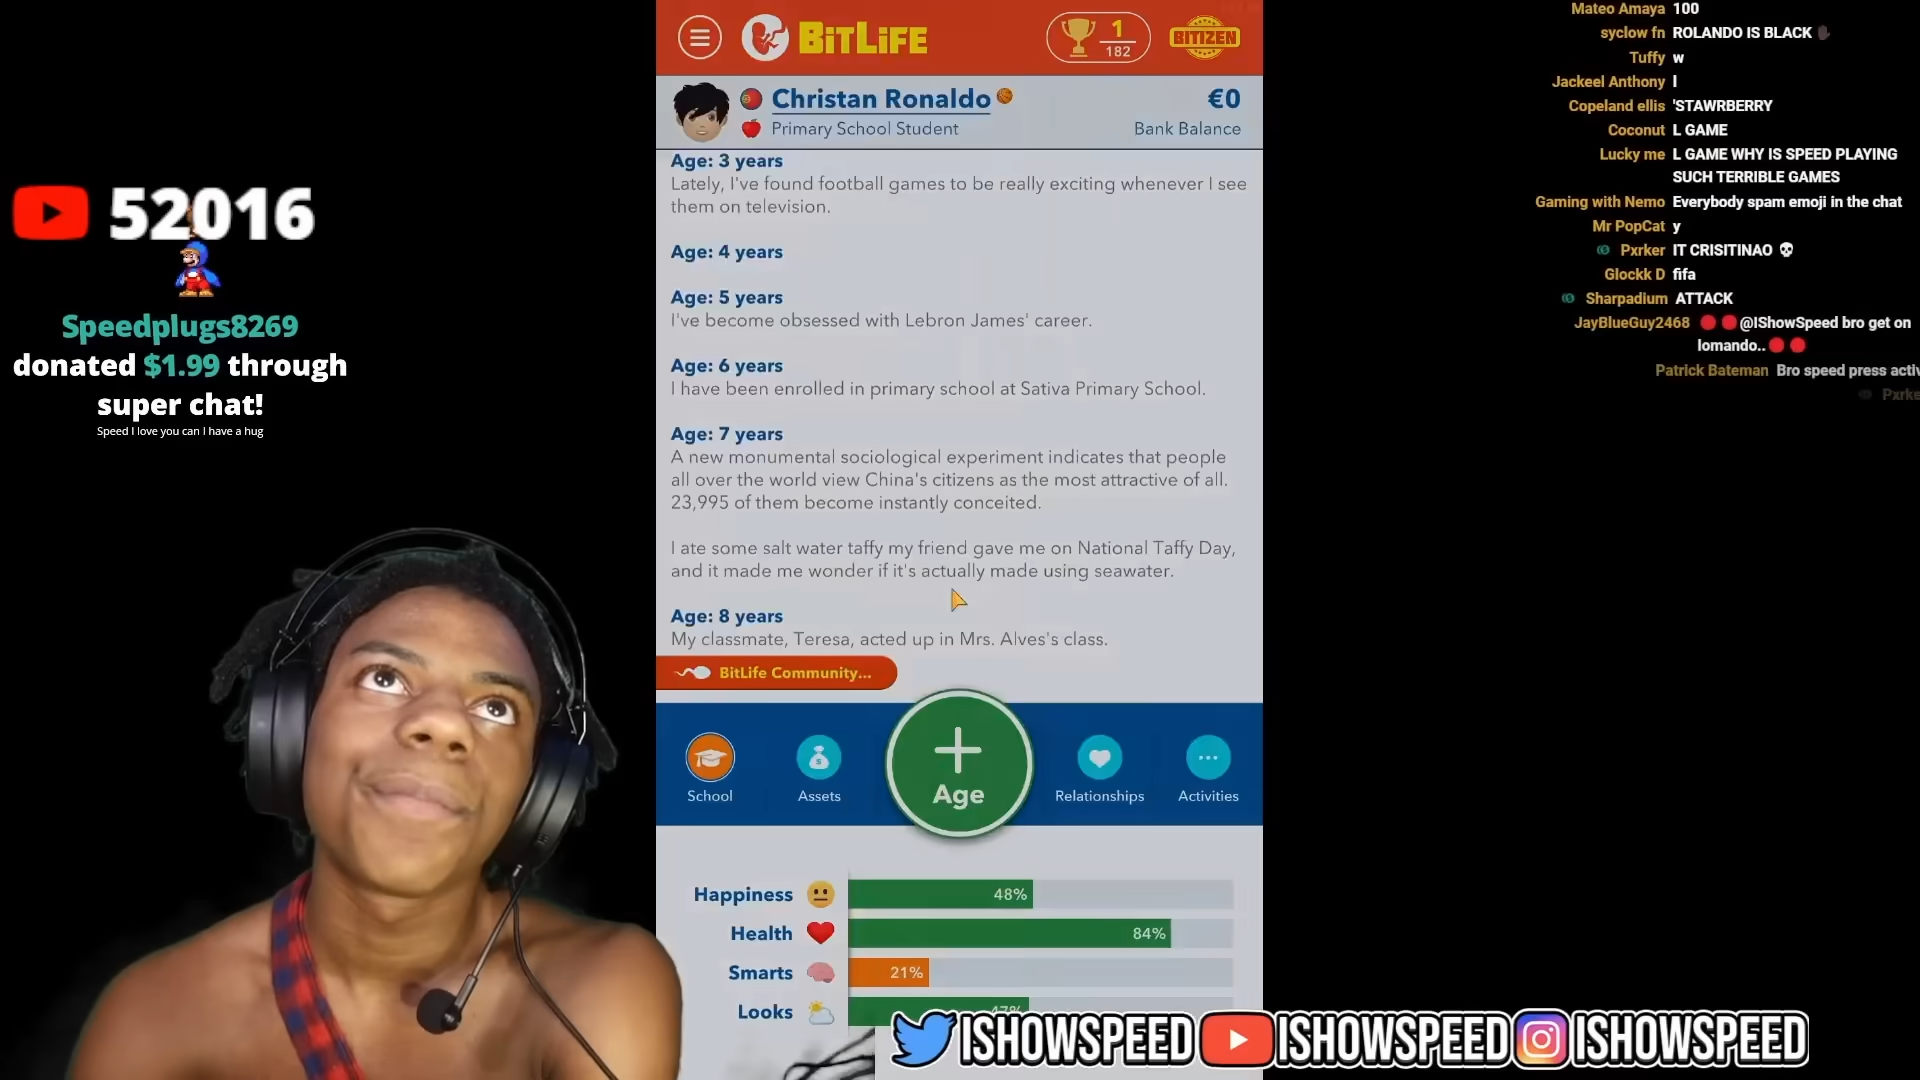 52016
Speedplugs8269
donated $1.99 through
super chat!
Speed I love you can I have a hug
BITLIFE
1
182
BITIZEN
Christan Ronaldo
€0
Primary School Student
Bank Balance
Age: 3 years
Lately, I've found football games to be really exciting whenever I see
them on television.
Age: 4 years
Age: 5 years
I've become obsessed with Lebron James' career.
Age: 6 years
I have been enrolled in primary school at Sativa Primary School.
Age: 7 years
A new monumental sociological experiment indicates that people
all over the world view China's citizens as the most attractive of all.
23,995 of them become instantly conceited.
I ate some salt water taffy my friend gave me on National Taffy Day,
and it made me wonder if it's actually made using seawater.
Age: 8 years
My classmate, Teresa, acted up in Mrs. Alves's class.
BitLife Community...
School
Assets
Age
Relationships
Activities
Happiness 48%
Health 84%
Smarts 21%
Looks 47%
Mateo Amaya 100
syclow fn ROLANDO IS BLACK
Tuffy w
Jackeel Anthony I
Copeland ellis 'STAWRBERRY
Coconut L GAME
Lucky me L GAME WHY IS SPEED PLAYING
SUCH TERRIBLE GAMES
Gaming with Nemo Everybody spam emoji in the chat
Mr PopCat y
Pxrker IT CRISITINAO 💀
Glockk D fifa
Sharpadium ATTACK
JayBlueGuy2468 🔴🔴@IShowSpeed bro get on
lomando..🔴🔴
Patrick Bateman Bro speed press activ
Pxrke
ISHOWSPEED ISHOWSPEED ISHOWSPEED